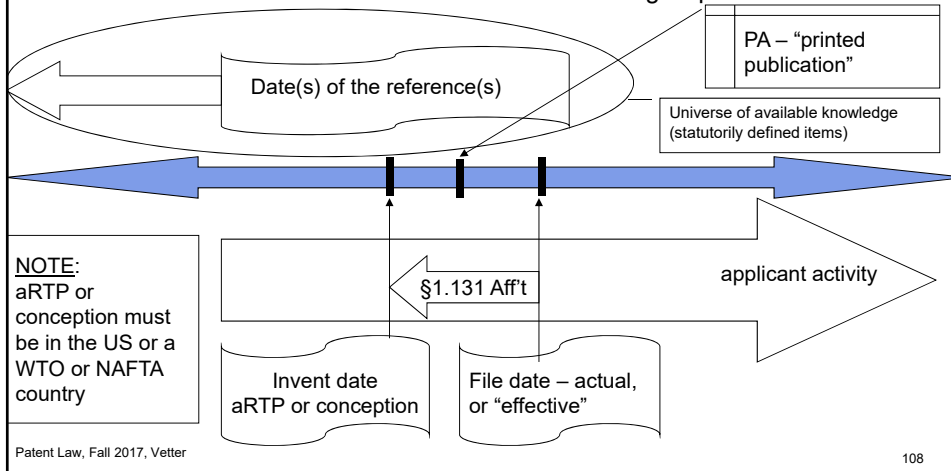 PA – “printed
publication”
Date(s) of the reference(s)
Universe of available knowledge
(statutorily defined items)
NOTE:
aRTP or
conception must
be in the US or a
WTO or NAFTA
country
§1.131 Aff’t
applicant activity
Invent date
aRTP or conception
File date – actual,
or “effective”
Patent Law, Fall 2017, Vetter
108